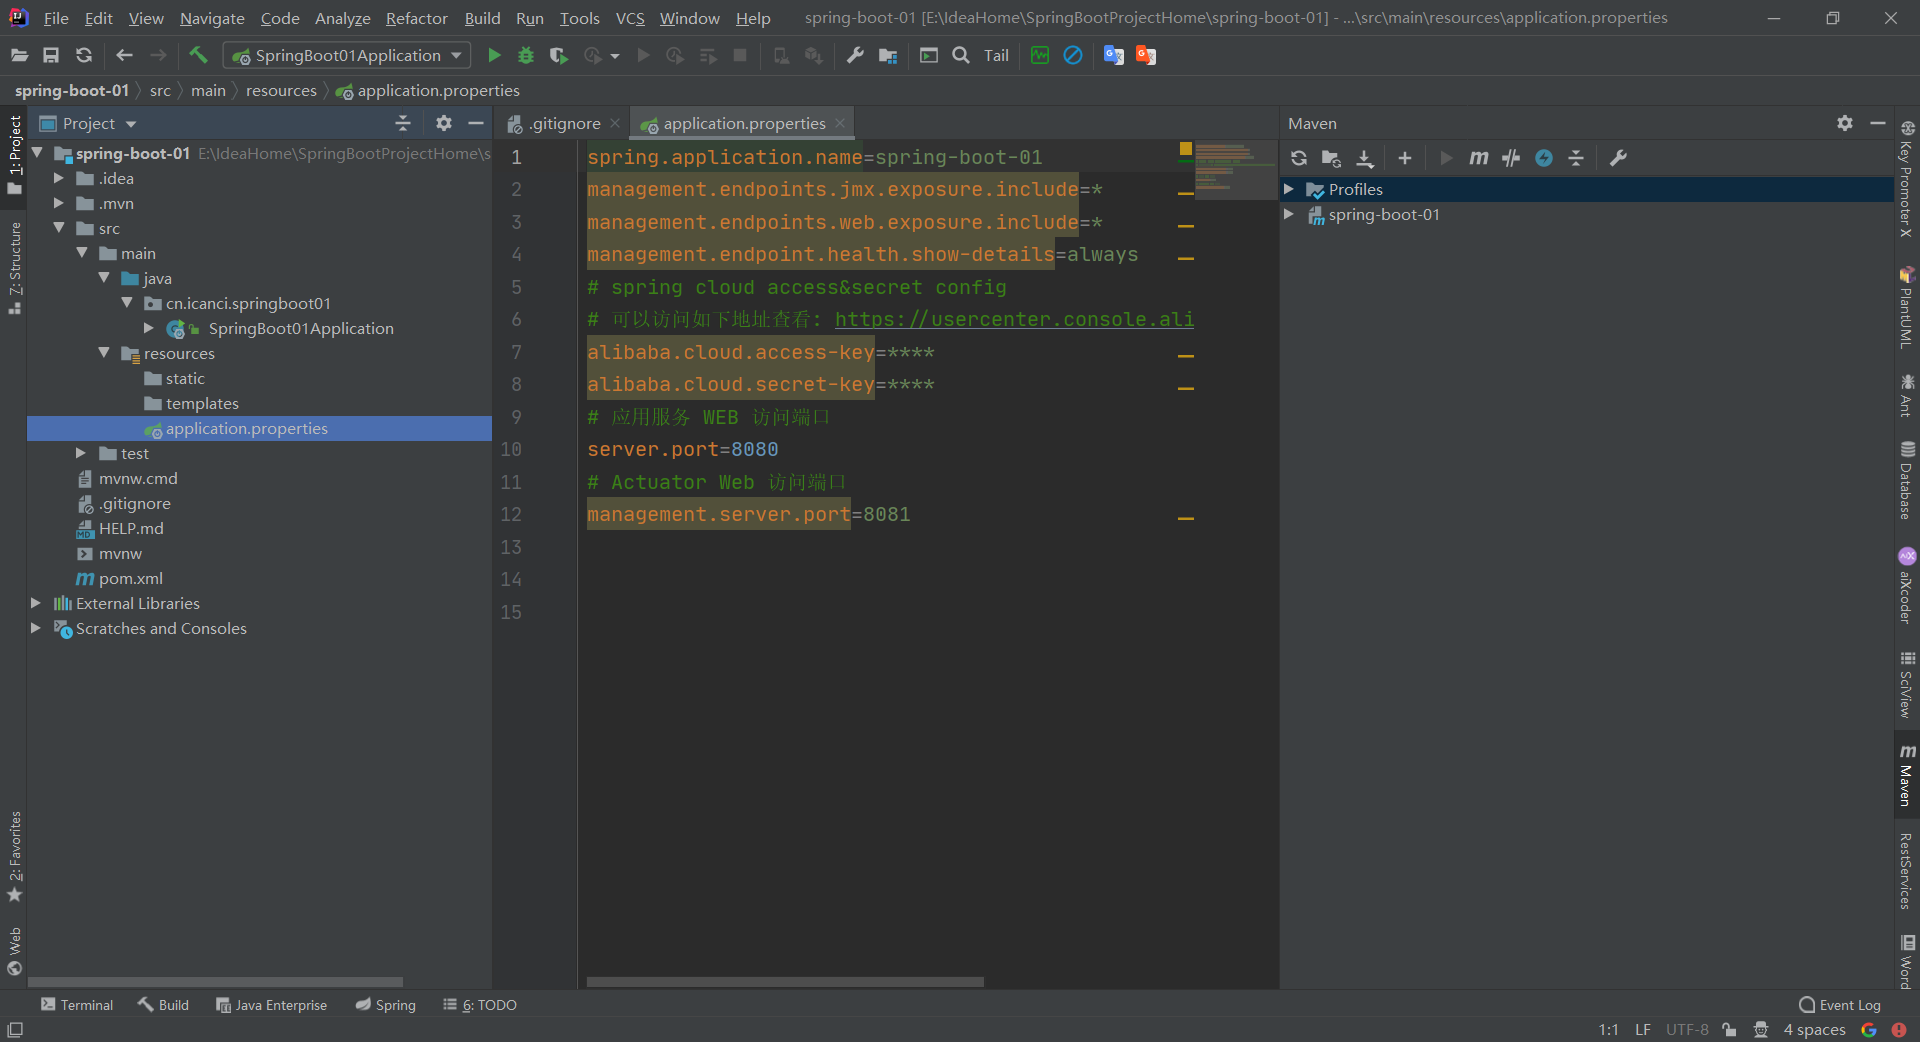 File Edit View Navigate Code Analyze Refactor Build Run Tools VCS Window Help spring-boot-01 [E:\IdeaHome\SpringBootProjectHome\spring-boot-01] - ...\src\main\resources\application.properties
SpringBoot01Application Tail
spring-boot-01 src main resources application.properties
Project
spring-boot-01 E:\IdeaHome\SpringBootProjectHome\s
.idea
.mvn
src
main
java
cn.icanci.springboot01
SpringBoot01Application
resources
static
templates
application.properties
test
mvnw.cmd
.gitignore
HELP.md
mvnw
pom.xml
External Libraries
Scratches and Consoles
.gitignore application.properties
1 spring.application.name=spring-boot-01
2 management.endpoints.jmx.exposure.include=*
3 management.endpoints.web.exposure.include=*
4 management.endpoint.health.show-details=always
5 # spring cloud access&secret config
6 # 可以访问如下地址查看: https://usercenter.console.ali
7 alibaba.cloud.access-key=****
8 alibaba.cloud.secret-key=****
9 # 应用服务 WEB 访问端口
10 server.port=8080
11 # Actuator Web 访问端口
12 management.server.port=8081
13
14
15
Maven
Profiles
spring-boot-01
1: Project
7: Structure
2: Favorites
Web
Key Promoter X
PlantUML
Ant
Database
aiXcoder
SciView
Maven
RestServices
Word
Terminal Build Java Enterprise Spring 6: TODO Event Log
1:1 LF UTF-8 4 spaces